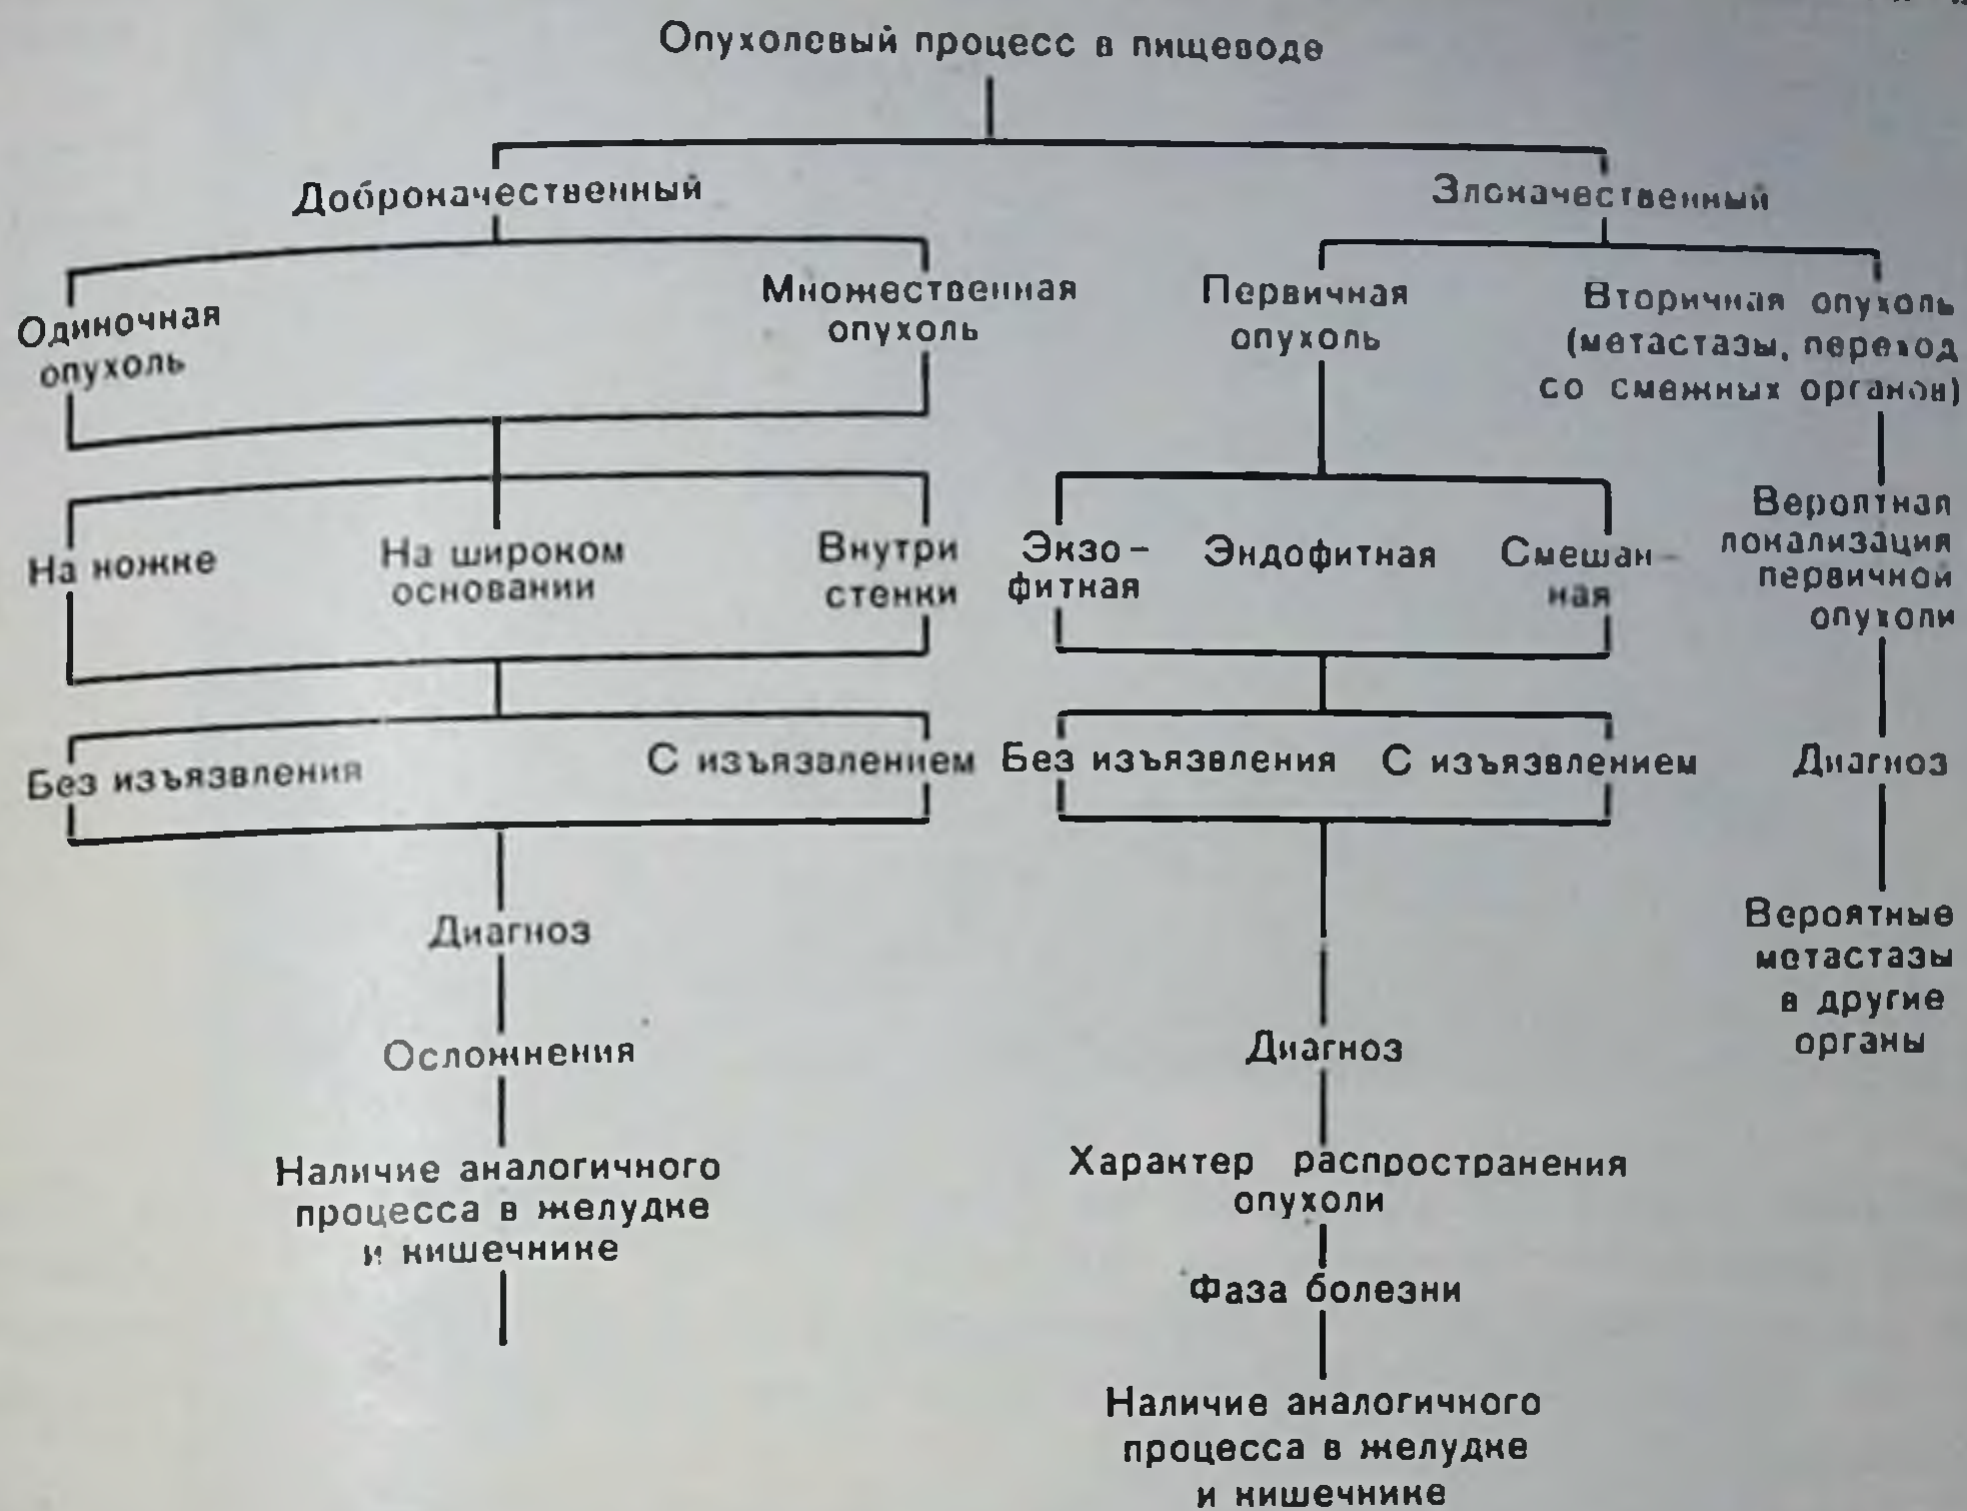 Опухолевый процесс в пищеводе
Доброкачественный
Злокачественный
Одиночная
опухоль
Множественная
опухоль
Первичная
опухоль
Вторичная опухоль
(метастазы, переход
со смежных органов)
На ножке
На широком
основании
Внутри
стенки
Экзо-
фитная
Эндофитная
Смешан-
ная
Вероятная
локализация
первичной
опухоли
Без изъязвления
С изъязвлением
Без изъязвления
С изъязвлением
Диагноз
Диагноз
Осложнения
Диагноз
Вероятные
метастазы
в другие
органы
Наличие аналогичного
процесса в желудке
и кишечнике
Характер распространения
опухоли
Фаза болезни
Наличие аналогичного
процесса в желудке
и кишечнике